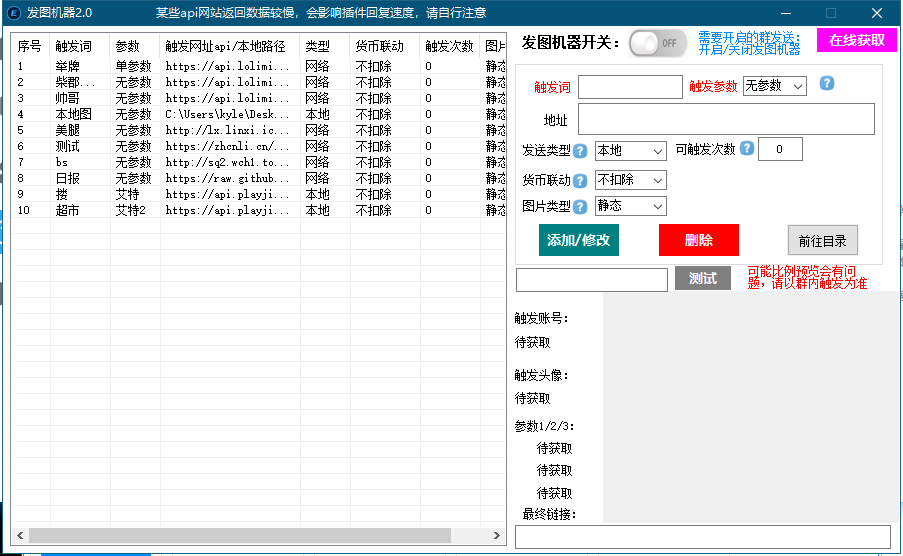 发图机器2.0 某些api网站返回数据较慢，会影响插件回复速度，请自行注意
序号 触发词 参数 触发网址api/本地路径 类型 货币联动 触发次数 图片
1 举牌 单参数 https://api.lolimi... 网络 不扣除 0 静态
2 柴郡... 无参数 https://api.lolimi... 网络 不扣除 0 静态
3 帅哥 无参数 https://api.lolimi... 网络 不扣除 0 静态
4 本地图 无参数 C:\Users\kyle\Desk... 本地 不扣除 0 静态
5 美腿 无参数 http://lx.linxi.ic... 网络 不扣除 0 静态
6 测试 无参数 https://zhcnli.cn/... 网络 不扣除 0 静态
7 bs 无参数 http://sq2.wch1.to... 网络 不扣除 0 静态
8 日报 无参数 https://raw.github... 网络 不扣除 0 静态
9 搂 艾特 https://api.playji... 本地 不扣除 0 静态
10 超市 艾特2 https://api.playji... 本地 不扣除 0 静态
发图机器开关： OFF 需要开启的群发送： 在线获取
开启/关闭发图机器
触发词 触发参数 无参数 ?
地址
发送类型 ? 本地 可触发次数 ? 0
货币联动 ? 不扣除
图片类型 ? 静态
添加/修改 删除 前往目录
测试 可能比例预览会有问
题，请以群内触发为准
触发账号：
待获取
触发头像：
待获取
参数1/2/3：
待获取
待获取
待获取
最终链接：